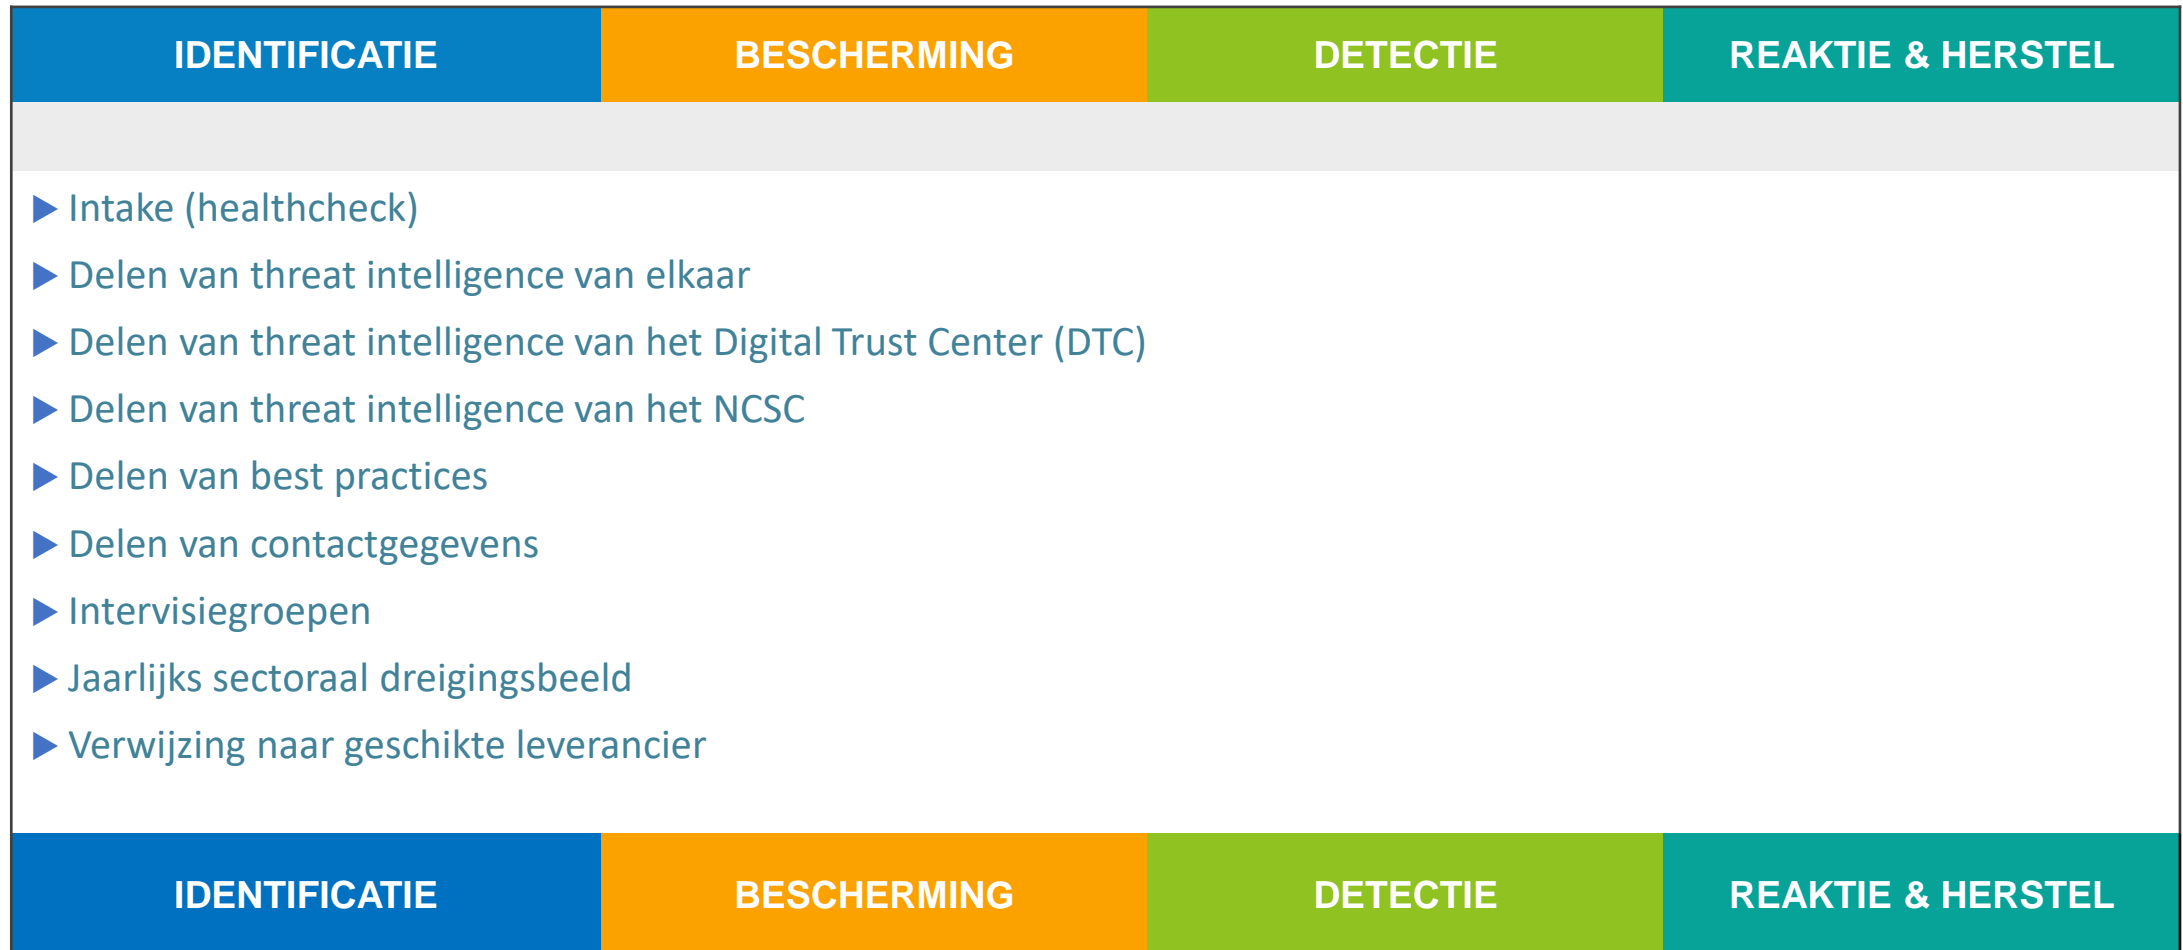 IDENTIFICATIE BESCHERMING DETECTIE REAKTIE & HERSTEL
Intake (healthcheck)
Delen van threat intelligence van elkaar
Delen van threat intelligence van het Digital Trust Center (DTC)
Delen van threat intelligence van het NCSC
Delen van best practices
Delen van contactgegevens
Intervisiegroepen
Jaarlijks sectoraal dreigingsbeeld
Verwijzing naar geschikte leverancier
IDENTIFICATIE BESCHERMING DETECTIE REAKTIE & HERSTEL